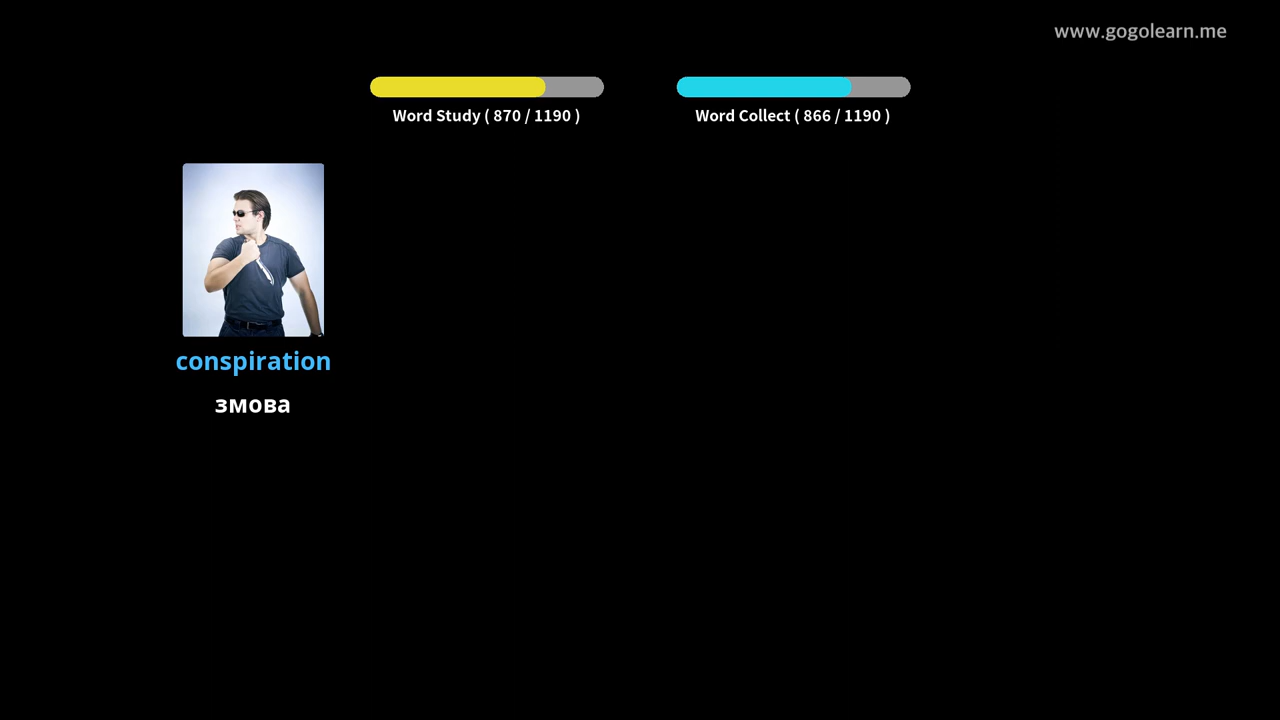 www.gogolearn.me
Word Study ( 870 / 1190 )
Word Collect ( 866 / 1190 )
conspiration
змова